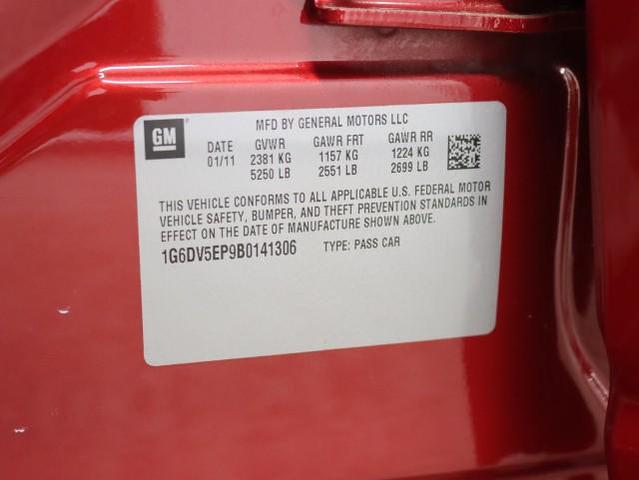 GM
MFD BY GENERAL MOTORS LLC
DATE GVWR GAWR FRT GAWR RR
01/11 2381 KG 1157 KG 1224 KG
5250 LB 2551 LB 2699 LB
THIS VEHICLE CONFORMS TO ALL APPLICABLE U.S. FEDERAL MOTOR
VEHICLE SAFETY, BUMPER, AND THEFT PREVENTION STANDARDS IN
EFFECT ON THE DATE OF MANUFACTURE SHOWN ABOVE.
1G6DV5EP9B0141306 TYPE: PASS CAR